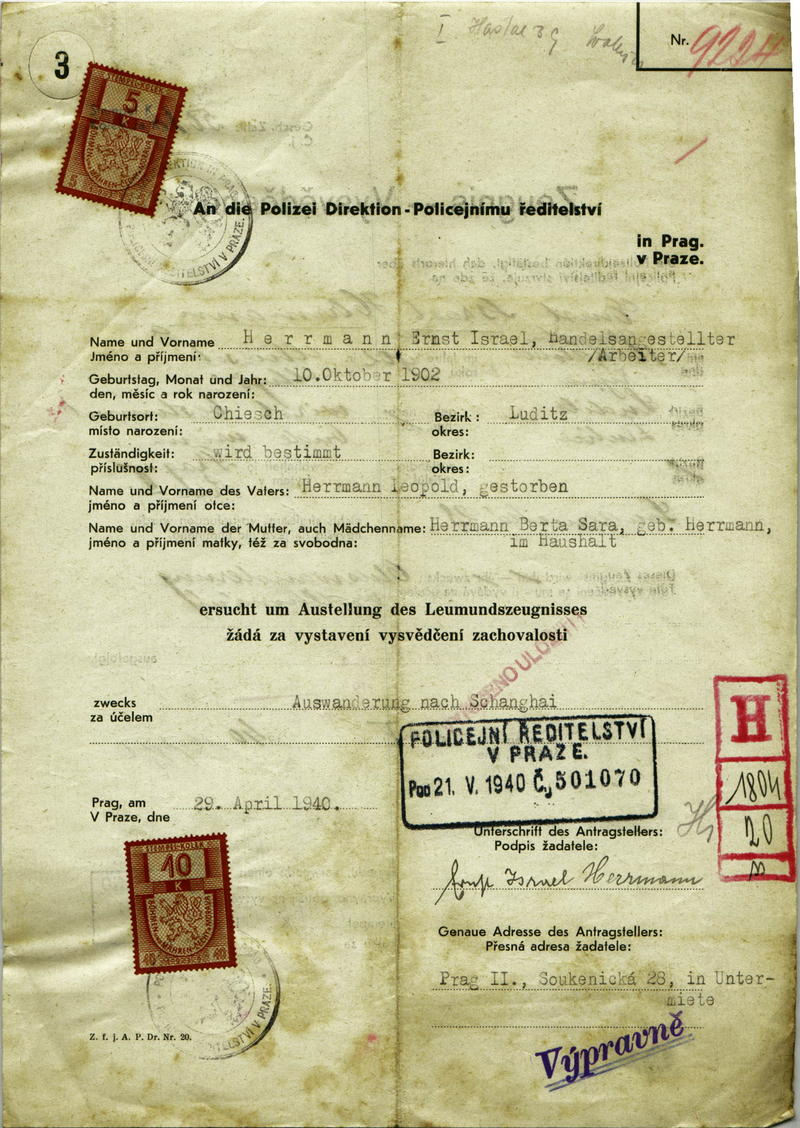 3
I
Nr. 9224
5
K
An die Polizei Direktion - Policejnímu ředitelství
in Prag.
v Praze.
Name und Vorname Herrmann Ernst Israel, Handelsangestellter
Jméno a příjmení: /Arbeiter/
Geburtstag, Monat und Jahr: 10.Oktober 1902
den, měsíc a rok narození:
Geburtsort: Chiesch Bezirk: Luditz
místo narození: okres:
Zuständigkeit: wird bestimmt Bezirk:
příslušnost: okres:
Name und Vorname des Vaters: Herrmann Leopold, gestorben
jméno a příjmení otce:
Name und Vorname der Mutter, auch Mädchenname: Herrmann Berta Sara, geb. Herrmann,
jméno a příjmení matky, též za svobodna: im Haushalt
ersucht um Austellung des Leumundszeugnisses
žádá za vystavení vysvědčení zachovalosti
zwecks Auswanderung nach Schanghai
za účelem
H
POLICEJNÍ ŘEDITELSTVÍ
V PRAZE.
21. V. 1940 Čj 501070
1804
20
Prag, am 29. April 1940.
V Praze, dne
Unterschrift des Antragstellers:
Podpis žadatele:
10
K
Ernst Israel Herrmann
Genaue Adresse des Antragstellers:
Přesná adresa žadatele:
Prag II., Soukenická 28, in Unter-
miete
Z. f. j. A. P. Dr. Nr. 20.
Výpravně